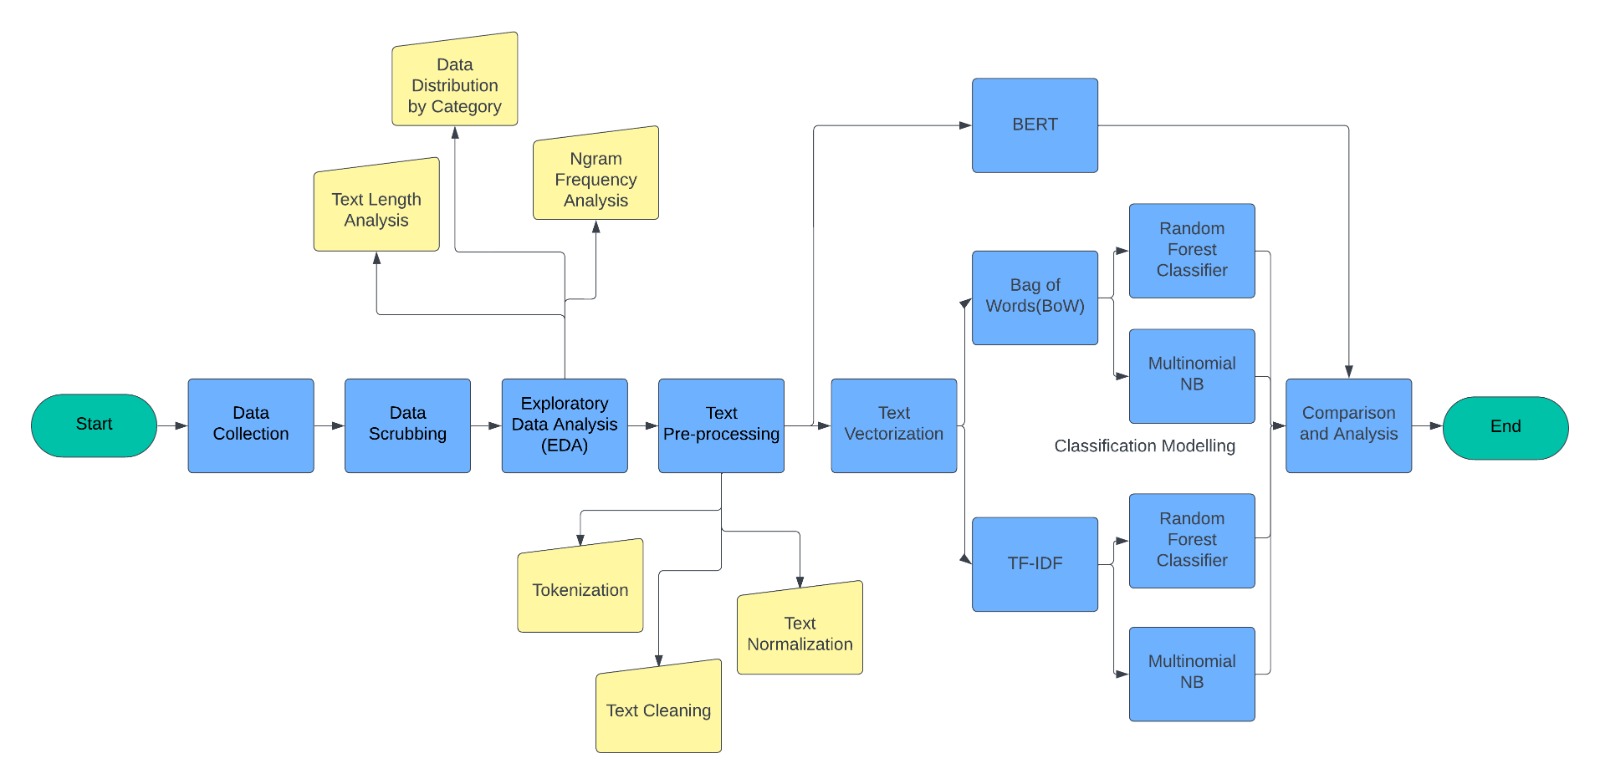 Data
Distribution
by Category
Ngram
Frequency
Analysis
Text Length
Analysis
BERT
Random
Forest
Classifier
Bag of
Words(BoW)
Multinomial
NB
Start
Data
Collection
Data
Scrubbing
Exploratory
Data Analysis
(EDA)
Text
Pre-processing
Text
Vectorization
Classification Modelling
Comparison
and Analysis
End
Tokenization
Text
Normalization
Text Cleaning
TF-IDF
Random
Forest
Classifier
Multinomial
NB